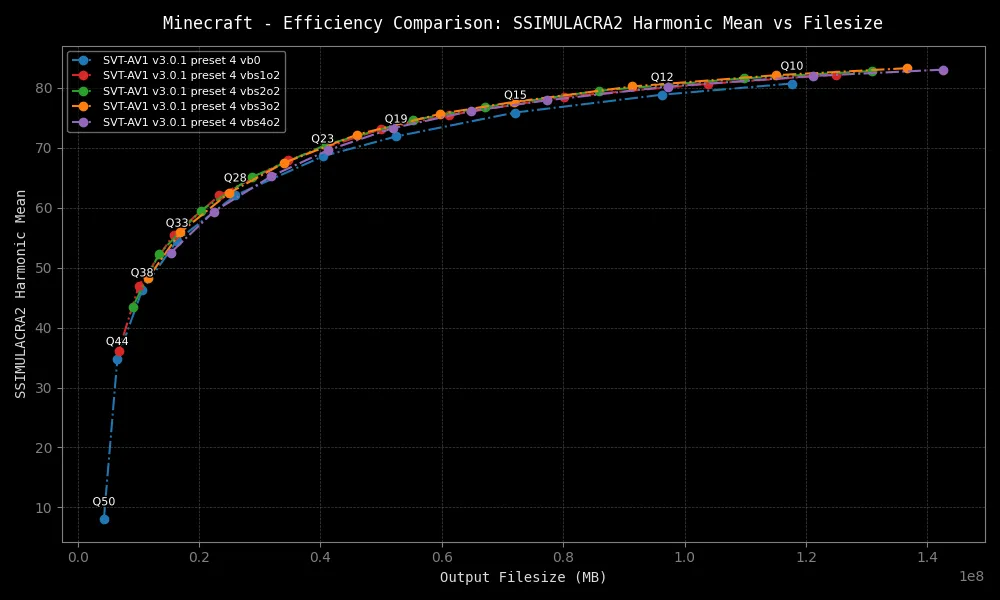 Minecraft - Efficiency Comparison: SSIMULACRA2 Harmonic Mean vs Filesize
SVT-AV1 v3.0.1 preset 4 vb0
SVT-AV1 v3.0.1 preset 4 vbs1o2
SVT-AV1 v3.0.1 preset 4 vbs2o2
SVT-AV1 v3.0.1 preset 4 vbs3o2
SVT-AV1 v3.0.1 preset 4 vbs4o2
Q10
Q12
Q15
Q19
Q23
Q28
Q33
Q38
Q44
Q50
80
70
60
50
40
30
20
10
SSIMULACRA2 Harmonic Mean
0.0 0.2 0.4 0.6 0.8 1.0 1.2 1.4
1e8
Output Filesize (MB)